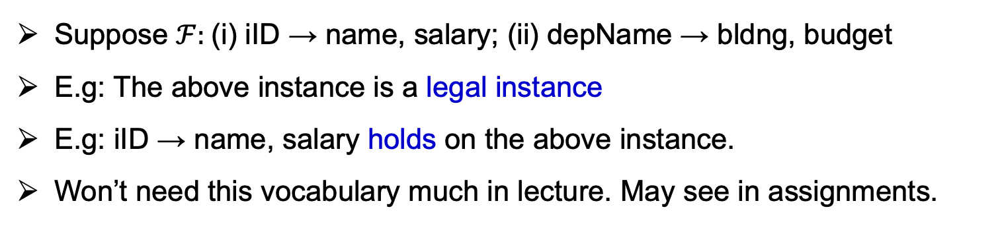 ➢ Suppose ℱ: (i) iID → name, salary; (ii) depName → bldng, budget
➢ E.g: The above instance is a legal instance
➢ E.g: iID → name, salary holds on the above instance.
➢ Won’t need this vocabulary much in lecture. May see in assignments.